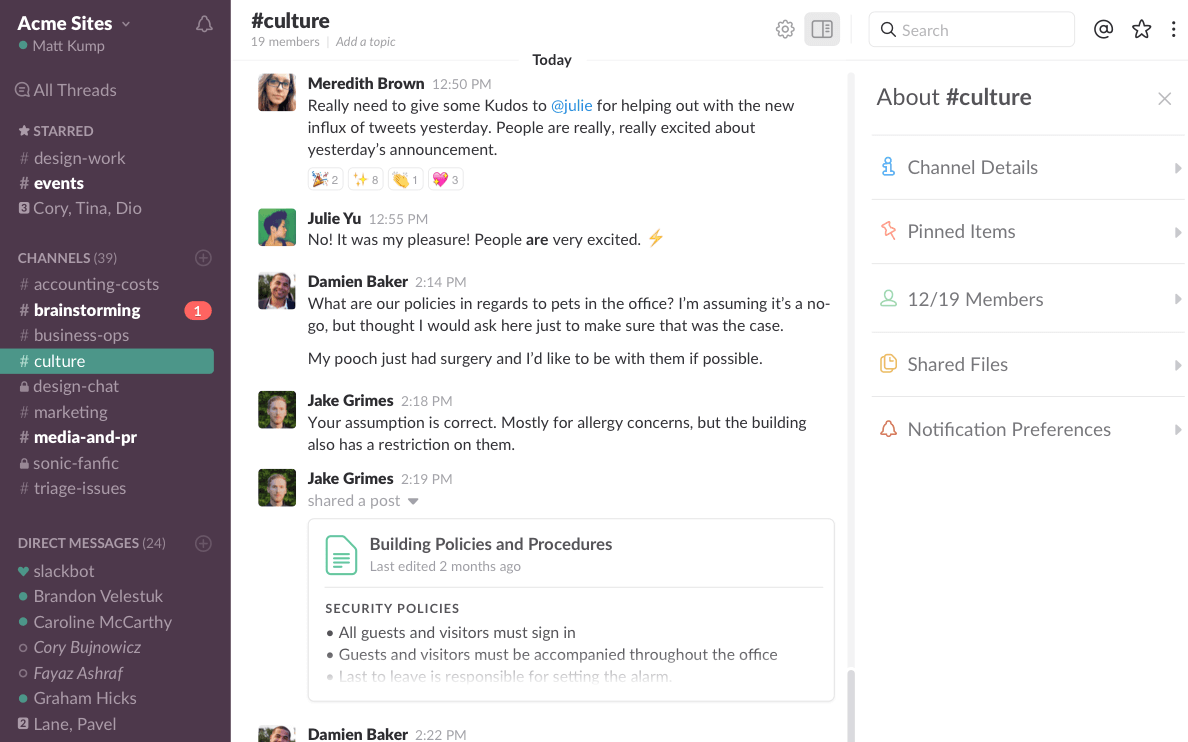 Acme Sites
Matt Kump
All Threads
STARRED
# design-work
# events
3 Cory, Tina, Dio
CHANNELS (39)
# accounting-costs
# brainstorming 1
# business-ops
# culture
design-chat
# marketing
# media-and-pr
sonic-fanfic
# triage-issues
DIRECT MESSAGES (24)
slackbot
Brandon Velestuk
Caroline McCarthy
Cory Bujnowicz
Fayaz Ashraf
Graham Hicks
2 Lane, Pavel
#culture
19 members | Add a topic
Search
Today
Meredith Brown 12:50 PM
Really need to give some Kudos to @julie for helping out with the new
influx of tweets yesterday. People are really, really excited about
yesterday's announcement.
🎉 2 ✨ 8 👏 1 💖 3
Julie Yu 12:55 PM
No! It was my pleasure! People are very excited. ⚡
Damien Baker 2:14 PM
What are our policies in regards to pets in the office? I'm assuming it's a no-
go, but thought I would ask here just to make sure that was the case.
My pooch just had surgery and I'd like to be with them if possible.
Jake Grimes 2:18 PM
Your assumption is correct. Mostly for allergy concerns, but the building
also has a restriction on them.
Jake Grimes 2:19 PM
shared a post
Building Policies and Procedures
Last edited 2 months ago
SECURITY POLICIES
• All guests and visitors must sign in
• Guests and visitors must be accompanied throughout the office
• Last to leave is responsible for setting the alarm.
Damien Baker 2:22 PM
About #culture
Channel Details
Pinned Items
12/19 Members
Shared Files
Notification Preferences